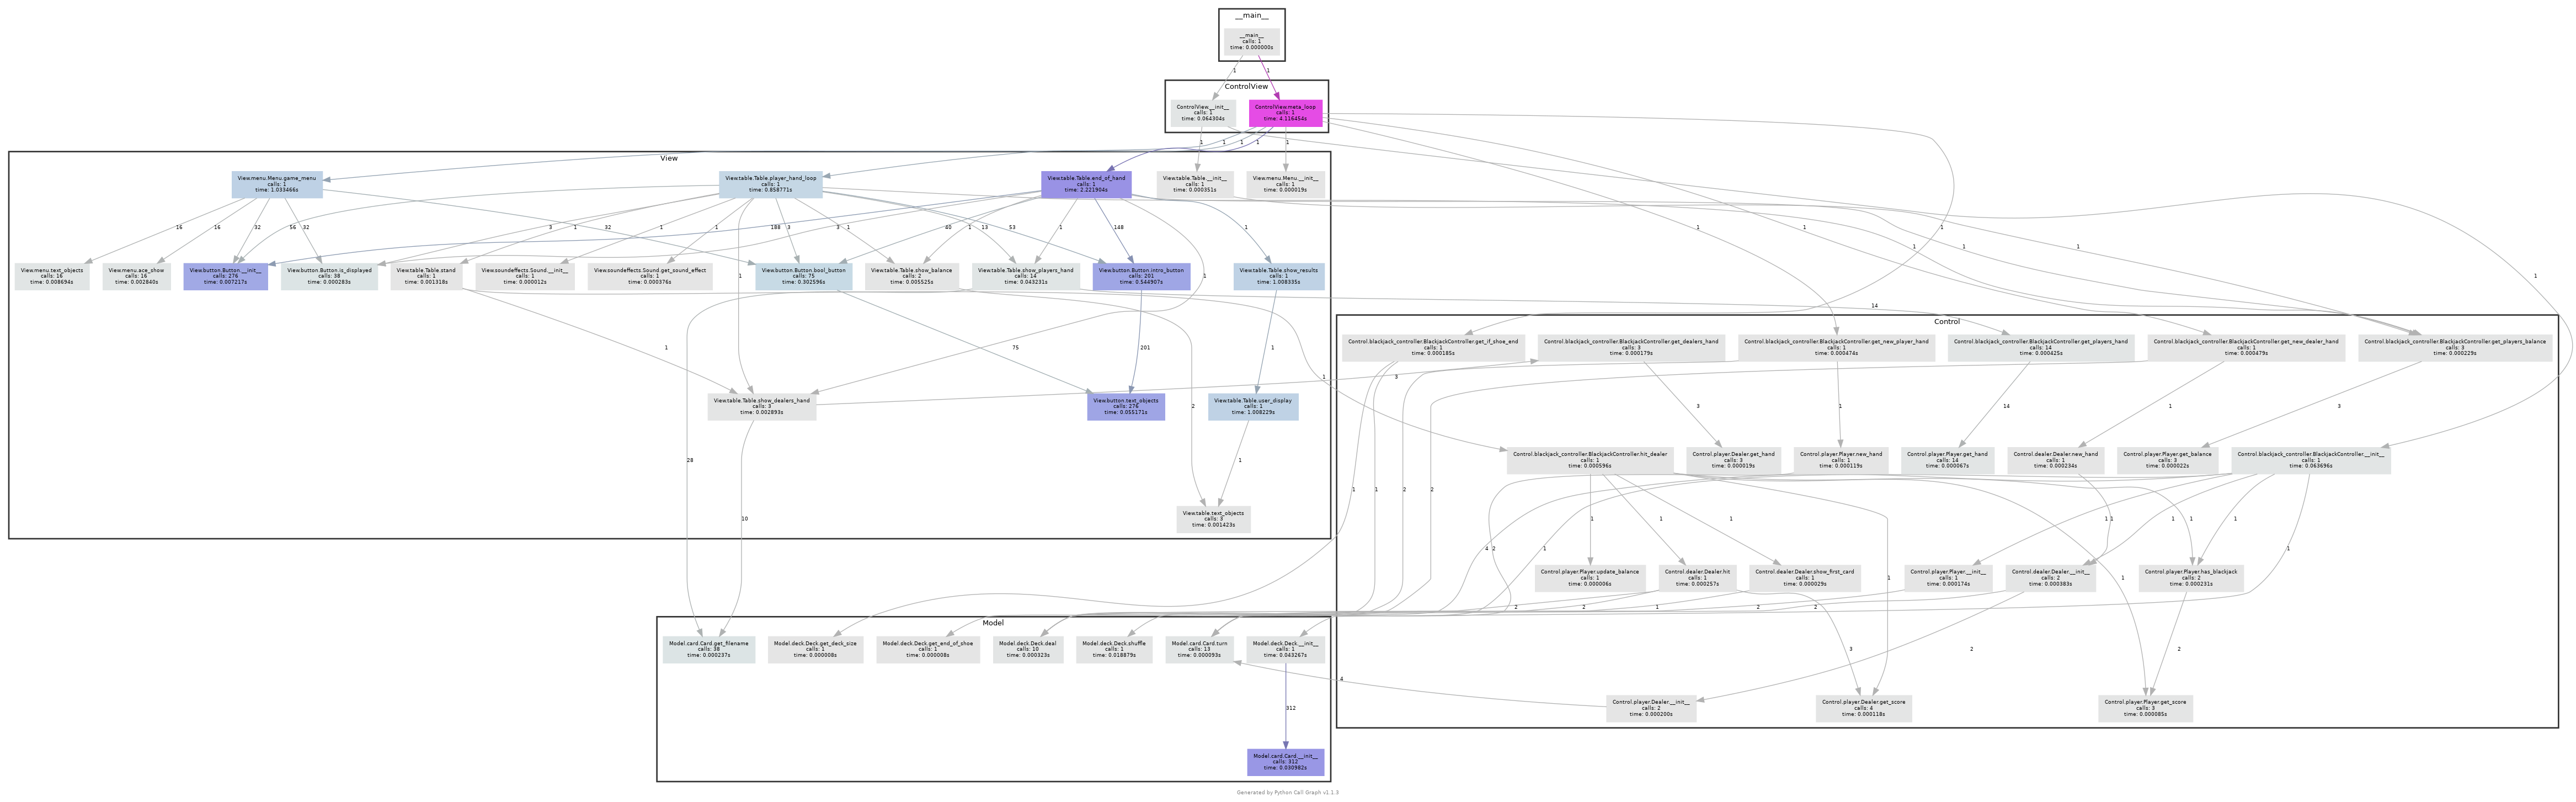 __main__
__main__
calls: 1
time: 0.000000s
1
1
ControlView
ControlView.__init__
calls: 1
time: 0.064304s
ControlView.meta_loop
calls: 1
time: 4.116454s
1
1
1
1
1
View
View.menu.Menu.game_menu
calls: 1
time: 1.033466s
View.table.Table.player_hand_loop
calls: 1
time: 0.858771s
View.table.Table.end_of_hand
calls: 1
time: 2.221904s
View.table.Table.__init__
calls: 1
time: 0.000351s
View.menu.Menu.__init__
calls: 1
time: 0.000019s
16
16
32
32
56
3
1
188
1
1
3
3
1
40
1
13
53
1
148
1
1
1
1
1
1
1
1
View.menu.text_objects
calls: 16
time: 0.008694s
View.menu.ace_show
calls: 16
time: 0.002840s
View.button.Button.__init__
calls: 276
time: 0.007217s
View.button.Button.is_displayed
calls: 38
time: 0.000283s
View.table.Table.stand
calls: 1
time: 0.001318s
View.soundeffects.Sound.__init__
calls: 1
time: 0.000012s
View.soundeffects.Sound.get_sound_effect
calls: 1
time: 0.000376s
View.button.Button.bool_button
calls: 75
time: 0.302596s
View.table.Table.show_balance
calls: 2
time: 0.005525s
View.table.Table.show_players_hand
calls: 14
time: 0.043231s
View.button.Button.intro_button
calls: 201
time: 0.544907s
View.table.Table.show_results
calls: 1
time: 1.008335s
14
Control
1
75
201
1
Control.blackjack_controller.BlackjackController.get_if_shoe_end
calls: 1
time: 0.000185s
Control.blackjack_controller.BlackjackController.get_dealers_hand
calls: 3
time: 0.000179s
Control.blackjack_controller.BlackjackController.get_new_player_hand
calls: 1
time: 0.000474s
Control.blackjack_controller.BlackjackController.get_players_hand
calls: 14
time: 0.000425s
Control.blackjack_controller.BlackjackController.get_new_dealer_hand
calls: 1
time: 0.000479s
Control.blackjack_controller.BlackjackController.get_players_balance
calls: 3
time: 0.000229s
1
3
View.table.Table.show_dealers_hand
calls: 3
time: 0.002893s
View.button.text_objects
calls: 276
time: 0.055171s
View.table.Table.user_display
calls: 1
time: 1.008229s
2
3
1
14
1
3
28
1
Control.blackjack_controller.BlackjackController.hit_dealer
calls: 1
time: 0.000596s
Control.player.Dealer.get_hand
calls: 3
time: 0.000019s
Control.player.Player.new_hand
calls: 1
time: 0.000119s
Control.player.Player.get_hand
calls: 14
time: 0.000067s
Control.dealer.Dealer.new_hand
calls: 1
time: 0.000234s
Control.player.Player.get_balance
calls: 3
time: 0.000022s
Control.blackjack_controller.BlackjackController.__init__
calls: 1
time: 0.063696s
1
1
2
2
View.table.text_objects
calls: 3
time: 0.001423s
10
4
2
1
1
1
1
1
1
1
1
1
1
1
1
Control.player.Player.update_balance
calls: 1
time: 0.000006s
Control.dealer.Dealer.hit
calls: 1
time: 0.000257s
Control.dealer.Dealer.show_first_card
calls: 1
time: 0.000029s
Control.player.Player.__init__
calls: 1
time: 0.000174s
Control.dealer.Dealer.__init__
calls: 2
time: 0.000383s
Control.player.Player.has_blackjack
calls: 2
time: 0.000231s
2
2
1
2
2
Model
Model.card.Card.get_filename
calls: 38
time: 0.000237s
Model.deck.Deck.get_deck_size
calls: 1
time: 0.000008s
Model.deck.Deck.get_end_of_shoe
calls: 1
time: 0.000008s
Model.deck.Deck.deal
calls: 10
time: 0.000323s
Model.deck.Deck.shuffle
calls: 1
time: 0.018879s
Model.card.Card.turn
calls: 13
time: 0.000093s
Model.deck.Deck.__init__
calls: 1
time: 0.043267s
4
3
2
2
312
Control.player.Dealer.__init__
calls: 2
time: 0.000200s
Control.player.Dealer.get_score
calls: 4
time: 0.000118s
Control.player.Player.get_score
calls: 3
time: 0.000085s
Model.card.Card.__init__
calls: 312
time: 0.030982s
Generated by Python Call Graph v1.1.3